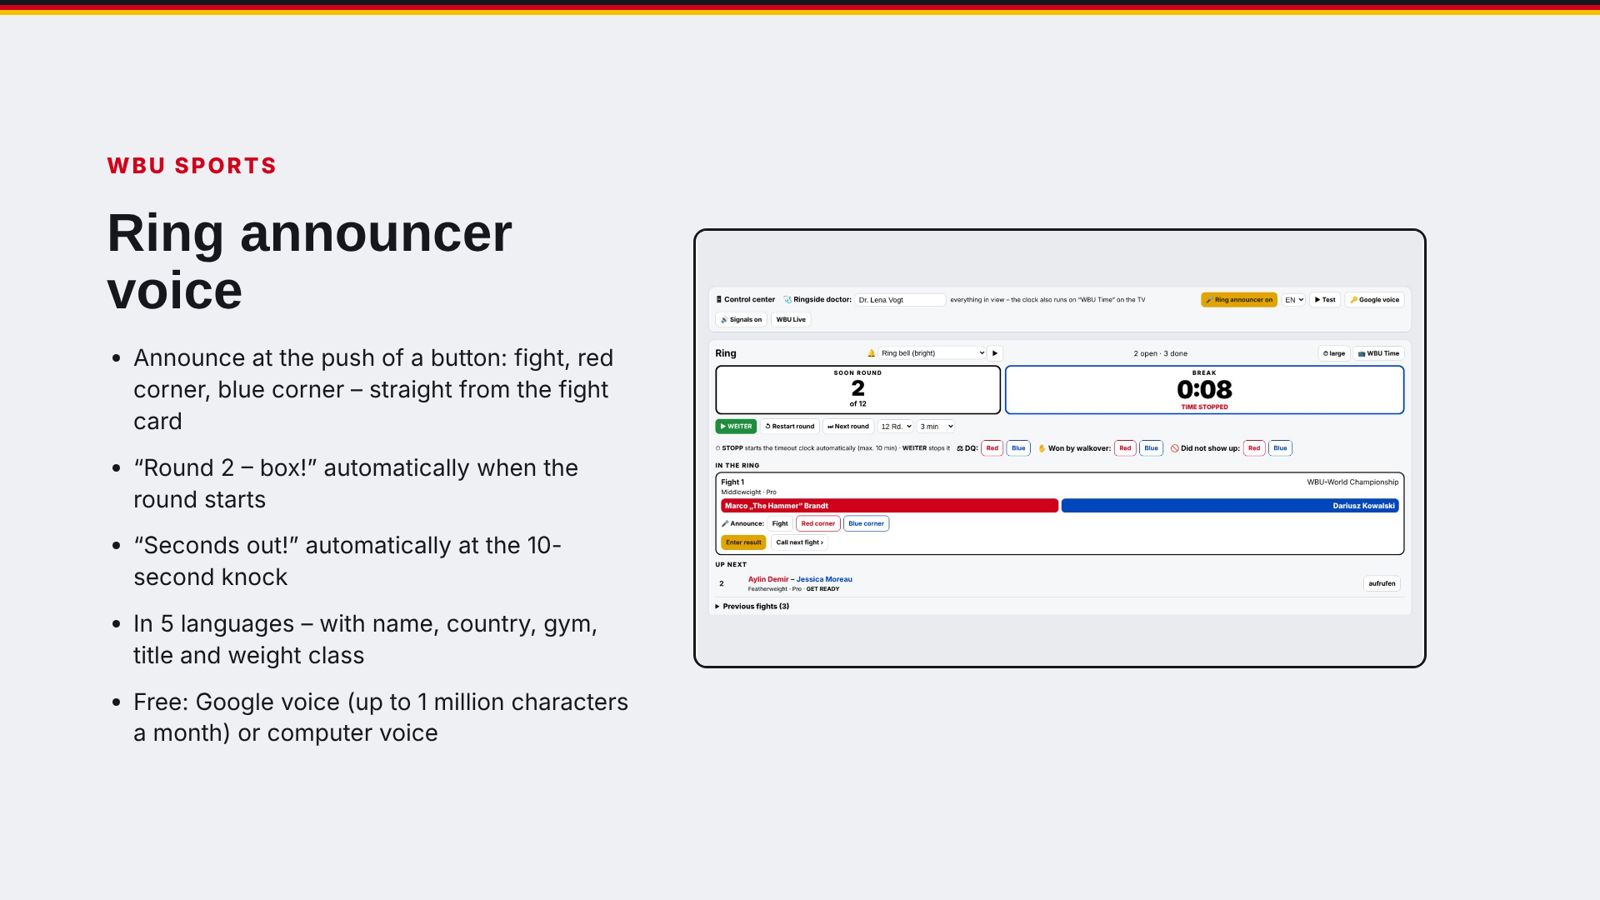 WBU SPORTS
Ring announcer
voice
• Announce at the push of a button: fight, red
corner, blue corner – straight from the fight
card
• “Round 2 – box!” automatically when the
round starts
• “Seconds out!” automatically at the 10-
second knock
• In 5 languages – with name, country, gym,
title and weight class
• Free: Google voice (up to 1 million characters
a month) or computer voice
Control center Ringside doctor: Dr. Lena Vogt everything in view – the clock also runs on “WBU Time” on the TV Ring announcer on EN Test Google voice
Signals on WBU Live
Ring Ring bell (bright) 2 open · 3 done large WBU Time
SOON ROUND
2
of 12
BREAK
0:08
TIME STOPPED
WEITER Restart round Next round 12 Rd. 3 min
STOPP starts the timeout clock automatically (max. 10 min) · WEITER stops it DQ: Red Blue Won by walkover: Red Blue Did not show up: Red Blue
IN THE RING
Fight 1 WBU-World Championship
Middleweight · Pro
Marco „The Hammer“ Brandt Dariusz Kowalski
Announce: Fight Red corner Blue corner
Enter result Call next fight ›
UP NEXT
2 Aylin Demir – Jessica Moreau aufrufen
Featherweight · Pro · GET READY
Previous fights (3)